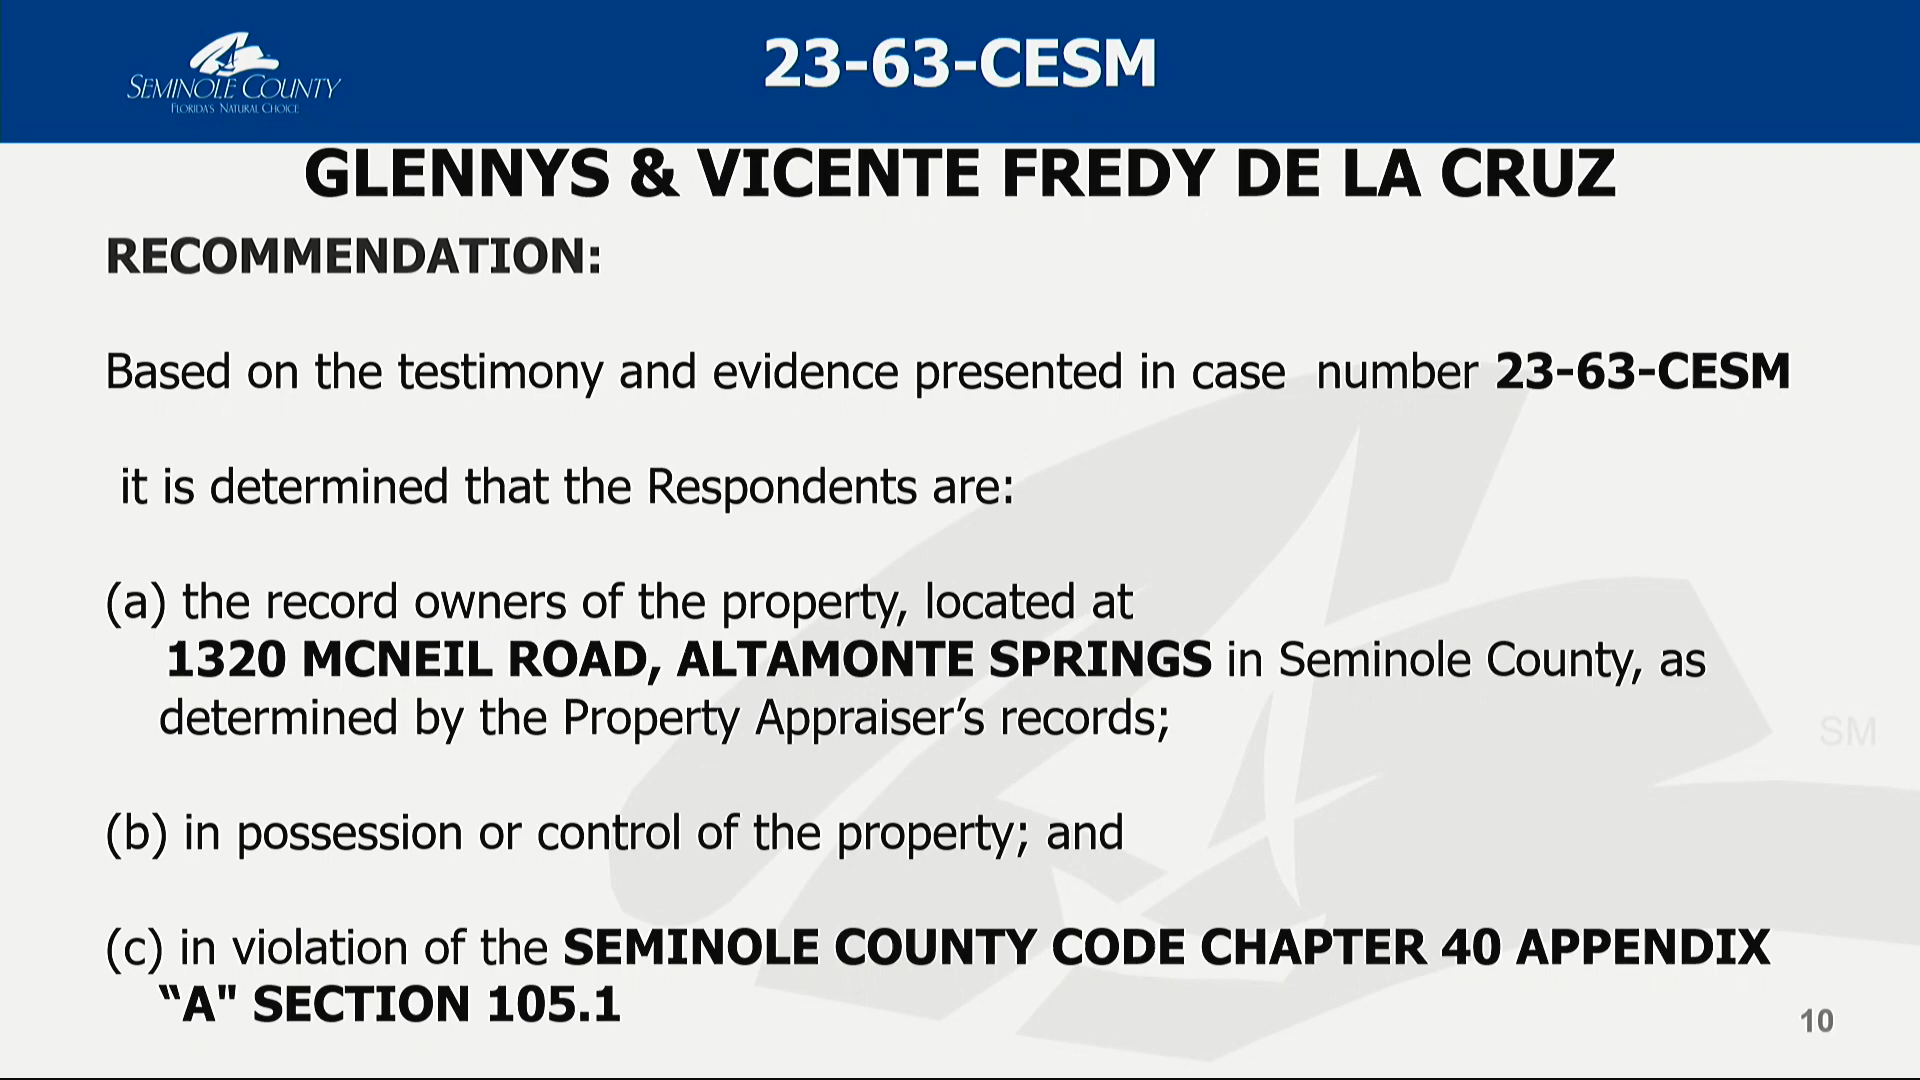 SEMINOLE COUNTY
FLORIDA'S NATURAL CHOICE
23-63-CESM
GLENNYS & VICENTE FREDY DE LA CRUZ
RECOMMENDATION:
Based on the testimony and evidence presented in case number 23-63-CESM
it is determined that the Respondents are:
(a) the record owners of the property, located at
1320 MCNEIL ROAD, ALTAMONTE SPRINGS in Seminole County, as
determined by the Property Appraiser’s records;
SM
(b) in possession or control of the property; and
(c) in violation of the SEMINOLE COUNTY CODE CHAPTER 40 APPENDIX
“A" SECTION 105.1
10